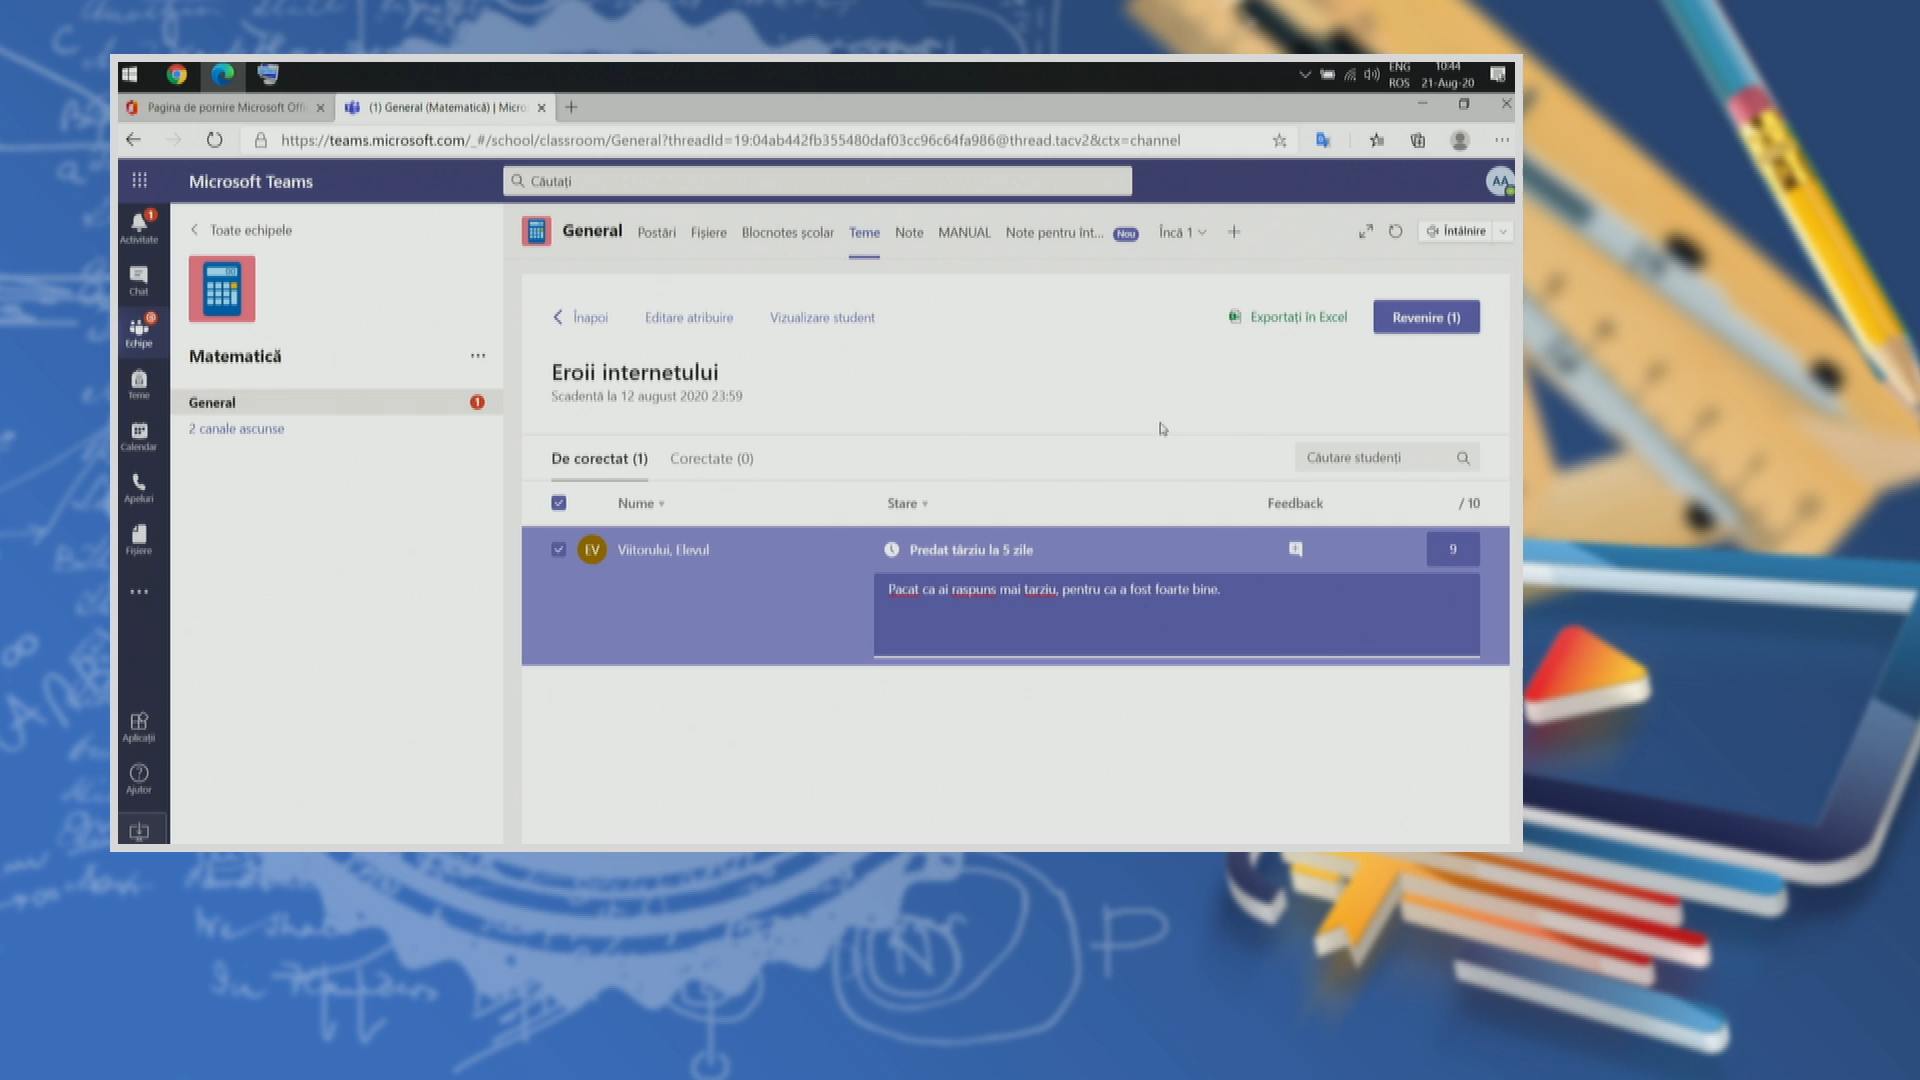 ENG
10:44
ROS
21-Aug-20
Pagina de pornire Microsoft Offi
(1) General (Matematică) | Micro
https://teams.microsoft.com/_#/school/classroom/General?threadId=19:04ab442fb355480daf03cc96c64fa986@thread.tacv2&ctx=channel
Microsoft Teams
Căutați
AA
Activitate
1
Chat
Echipe
Teme
Calendar
Apeluri
Fișiere
Aplicații
Ajutor
Toate echipele
Matematică
General
1
2 canale ascunse
General Postări Fișiere Blocnotes școlar Teme Note MANUAL Note pentru înt... Nou Încă 1
Întâlnire
Înapoi Editare atribuire Vizualizare student
Exportați în Excel
Revenire (1)
Eroii internetului
Scadentă la 12 august 2020 23:59
De corectat (1) Corectate (0)
Căutare studenți
Nume Stare Feedback / 10
EV Viitorului, Elevul Predat târziu la 5 zile 9
Pacat ca ai raspuns mai tarziu, pentru ca a fost foarte bine.
We
In
N
P